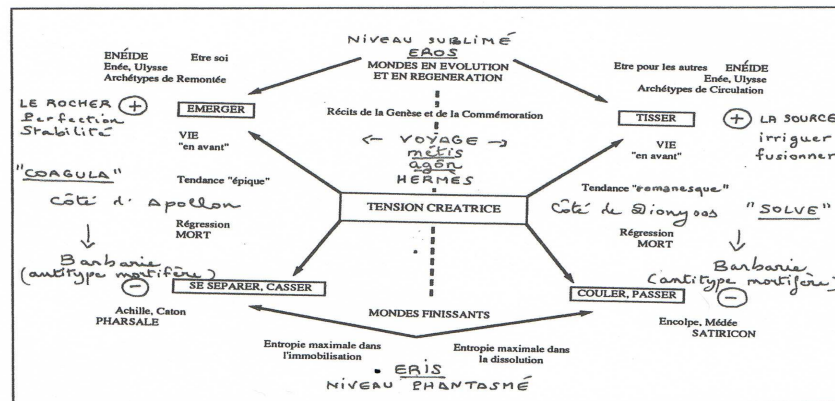 NIVEAU SUBLIMÉ
EROS
MONDES EN EVOLUTION
ET EN REGENERATION
ENÉIDE
Enée, Ulysse
Archétypes de Remontée
Etre soi
Etre pour les autres
ENÉIDE
Enée, Ulysse
Archétypes de Circulation
LE ROCHER
Perfection
Stabilité
+
EMERGER
Récits de la Genèse et de la Commémoration
TISSER
+
LA SOURCE
irriguer
fusionner
VIE
"en avant"
<-- VOYAGE -->
métis
agôn
HERMES
VIE
"en avant"
"COAGULA"
Tendance "épique"
côté d'Apollon
Régression
MORT
TENSION CREATRICE
Tendance "romanesque"
Côté de Dionysos
"SOLVE"
Régression
MORT
Barbarie
(antitype mortifère)
-
SE SEPARER, CASSER
Barbarie
(antitype mortifère)
COULER, PASSER
-
Achille, Caton
PHARSALE
MONDES FINISSANTS
Encolpe, Médée
SATIRICON
Entropie maximale dans
l'immobilisation
Entropie maximale dans
la dissolution
ERIS
NIVEAU PHANTASMÉ